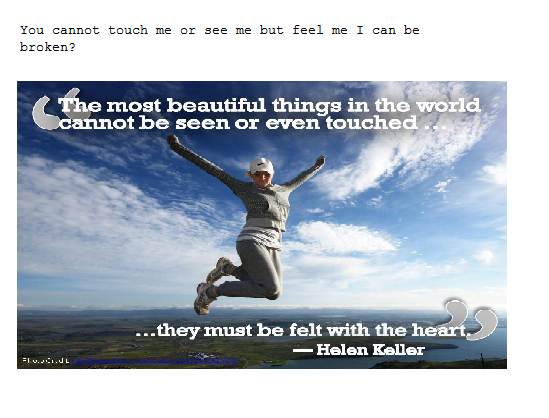 You cannot touch me or see me but feel me I can be
broken?
The most beautiful things in the world
cannot be seen or even touched ...
...they must be felt with the heart.
— Helen Keller
Photo Credit: